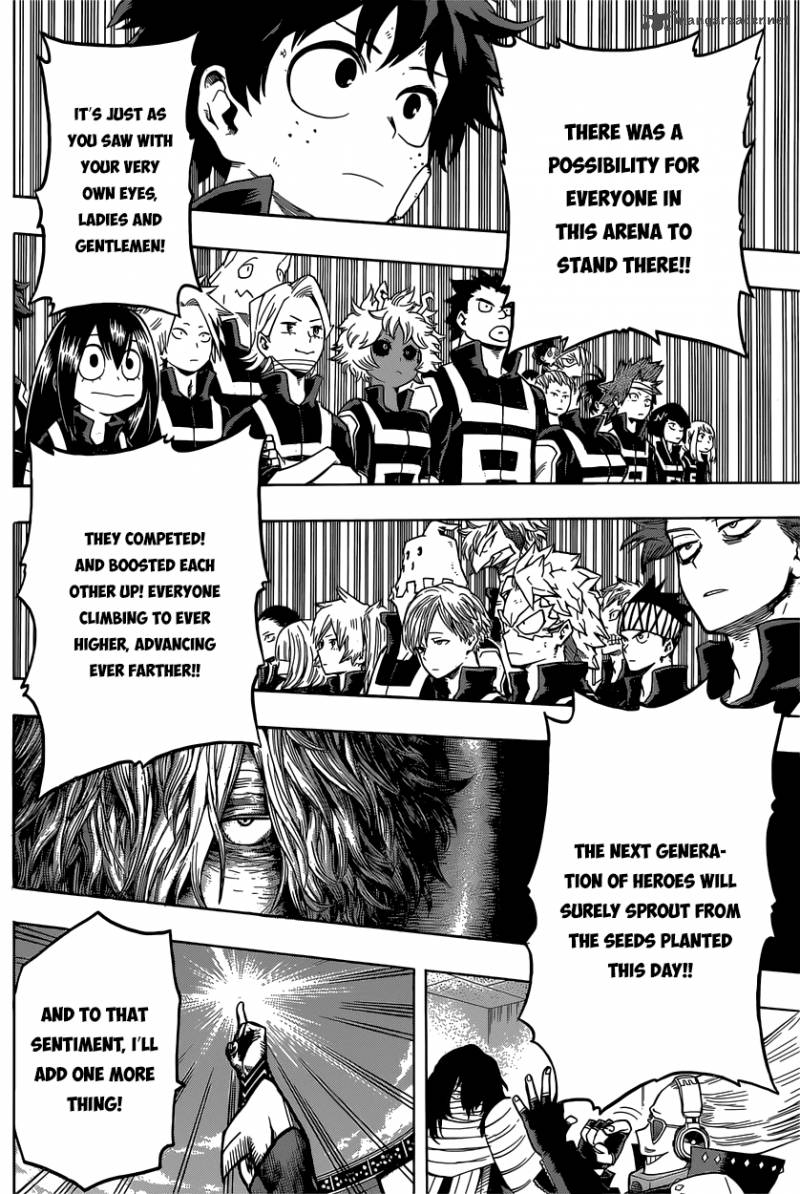 THERE WAS A
POSSIBILITY FOR
EVERYONE IN
THIS ARENA TO
STAND THERE!!
IT'S JUST AS
YOU SAW WITH
YOUR VERY
OWN EYES,
LADIES AND
GENTLEMEN!
THEY COMPETED!
AND BOOSTED EACH
OTHER UP! EVERYONE
CLIMBING TO EVER
HIGHER, ADVANCING
EVER FARTHER!!
THE NEXT GENERA-
TION OF HEROES WILL
SURELY SPROUT FROM
THE SEEDS PLANTED
THIS DAY!!
AND TO THAT
SENTIMENT, I'LL
ADD ONE MORE
THING!